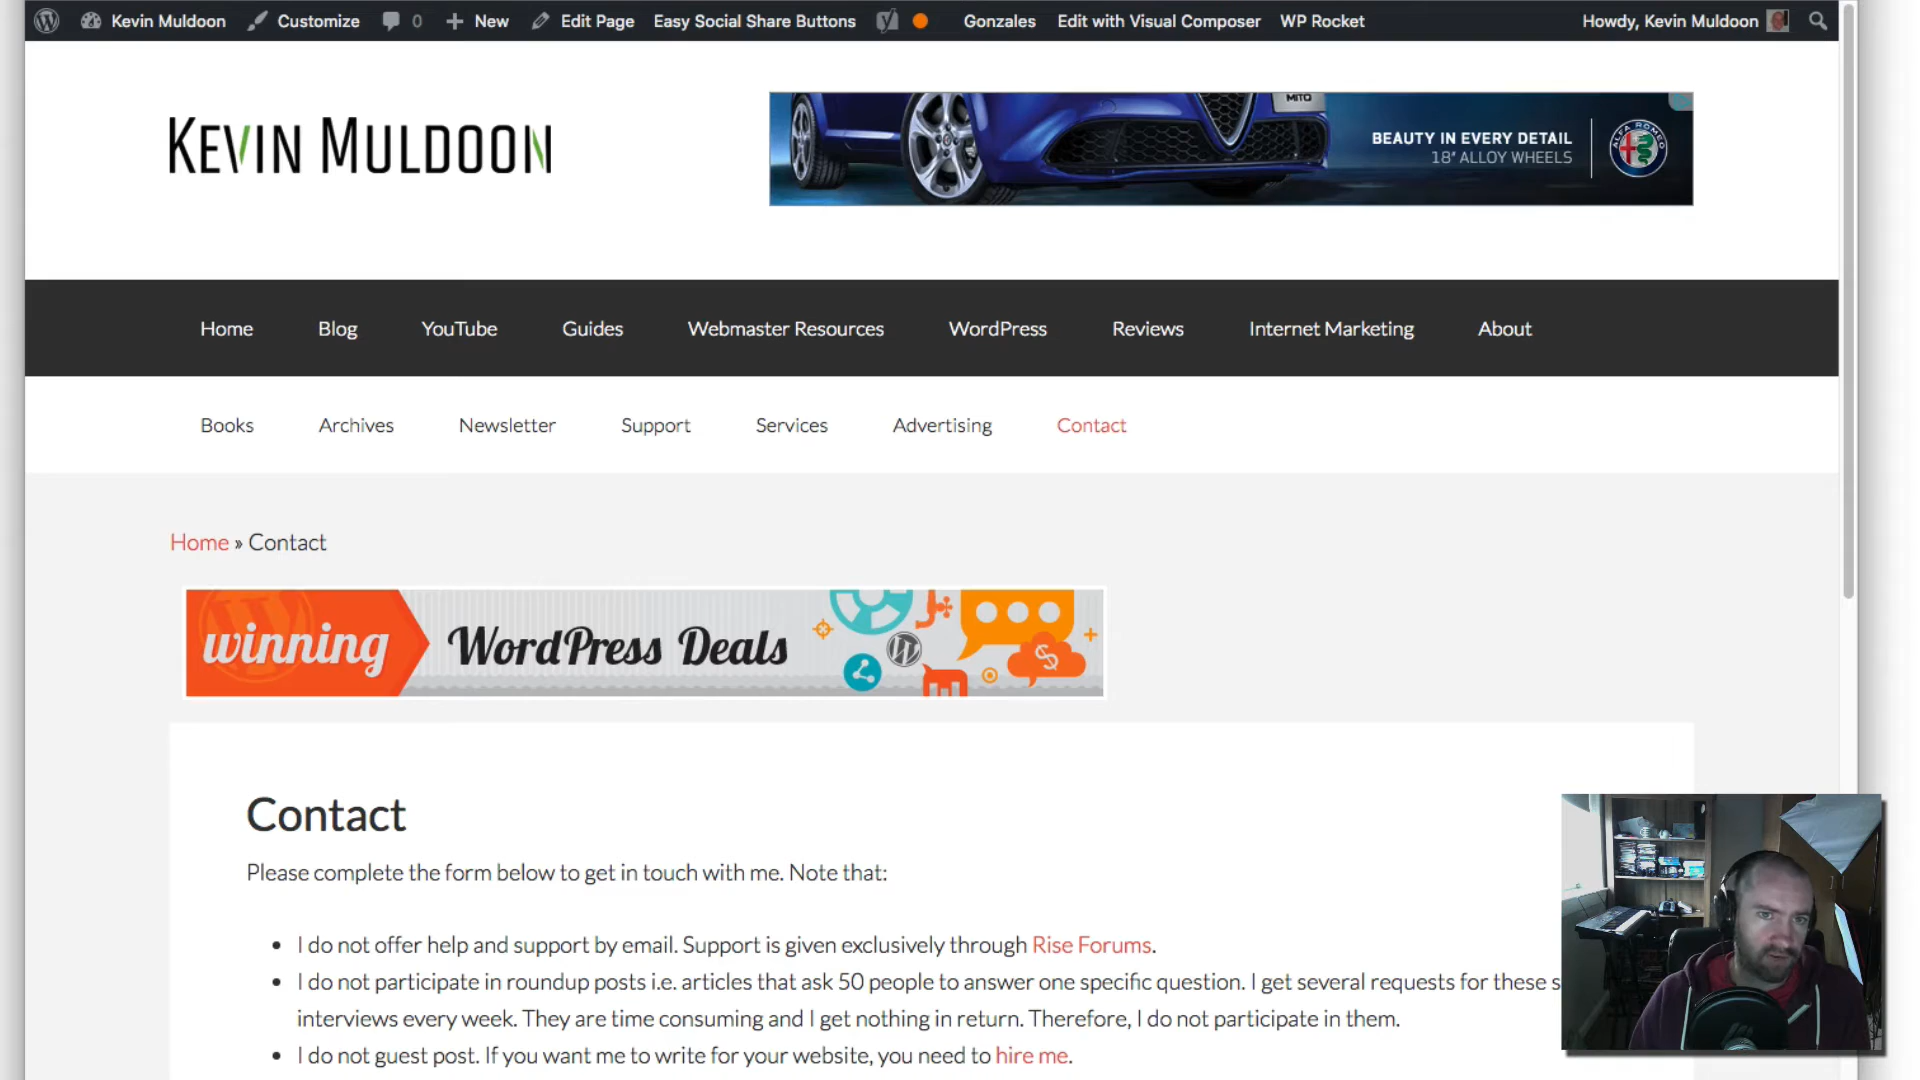 Kevin Muldoon Customize 0 New Edit Page Easy Social Share Buttons Gonzales Edit with Visual Composer WP Rocket Howdy, Kevin Muldoon
KEVIN MULDOON
MITO
BEAUTY IN EVERY DETAIL
18" ALLOY WHEELS
ALFA ROMEO
Home Blog YouTube Guides Webmaster Resources WordPress Reviews Internet Marketing About
Books Archives Newsletter Support Services Advertising Contact
Home » Contact
winning WordPress Deals
Contact
Please complete the form below to get in touch with me. Note that:
• I do not offer help and support by email. Support is given exclusively through Rise Forums.
• I do not participate in roundup posts i.e. articles that ask 50 people to answer one specific question. I get several requests for these s
interviews every week. They are time consuming and I get nothing in return. Therefore, I do not participate in them.
• I do not guest post. If you want me to write for your website, you need to hire me.